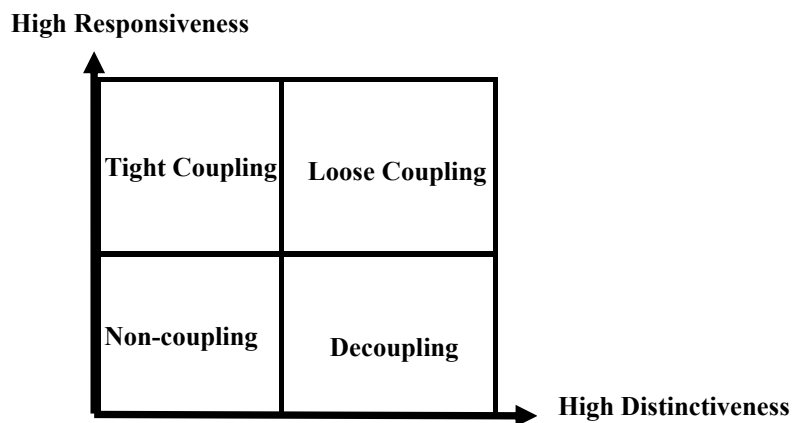 High Responsiveness
Tight Coupling
Loose Coupling
Non-coupling
Decoupling
High Distinctiveness